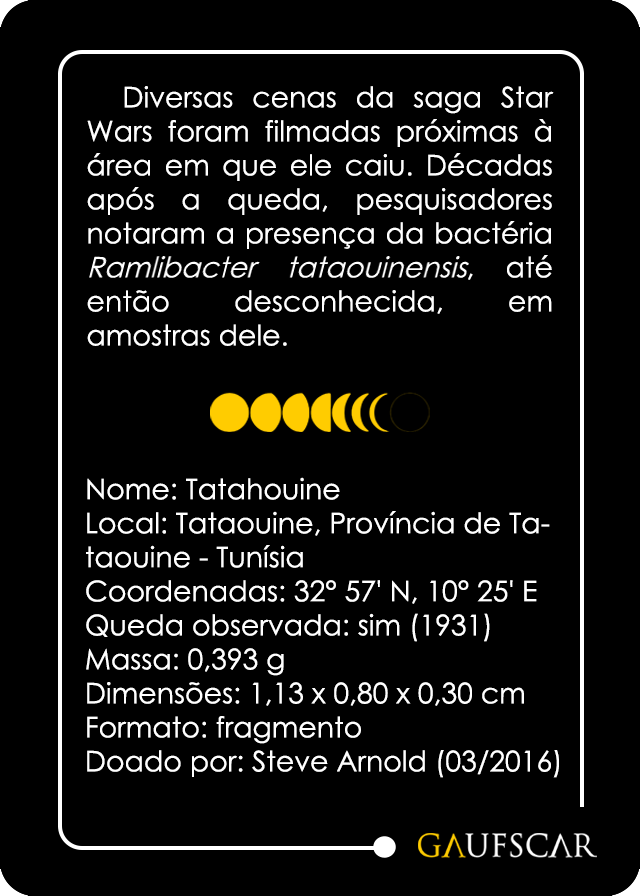 Diversas cenas da saga Star
Wars foram filmadas próximas à
área em que ele caiu. Décadas
após a queda, pesquisadores
notaram a presença da bactéria
Ramlibacter tataouinensis, até
então desconhecida, em
amostras dele.
Nome: Tatahouine
Local: Tataouine, Província de Ta-
taouine - Tunísia
Coordenadas: 32º 57' N, 10º 25' E
Queda observada: sim (1931)
Massa: 0,393 g
Dimensões: 1,13 x 0,80 x 0,30 cm
Formato: fragmento
Doado por: Steve Arnold (03/2016)
GAUFSCAR